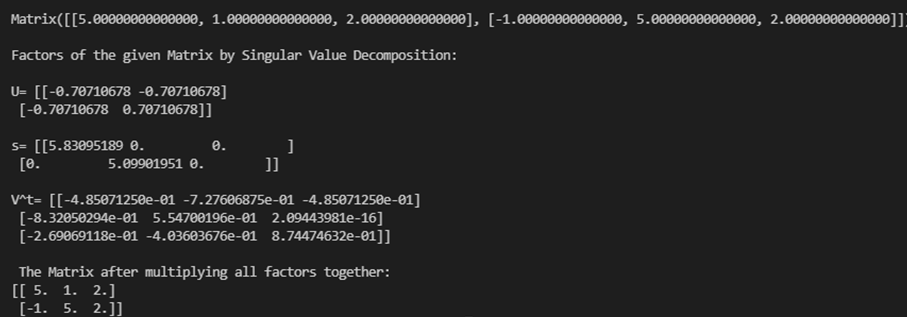 Matrix([[5.00000000000000, 1.00000000000000, 2.00000000000000], [-1.00000000000000, 5.00000000000000, 2.00000000000000]])
Factors of the given Matrix by Singular Value Decomposition:
U= [[-0.70710678 -0.70710678]
[-0.70710678 0.70710678]]
s= [[5.83095189 0. 0. ]
[0. 5.09901951 0. ]]
V^t= [[-4.85071250e-01 -7.27606875e-01 -4.85071250e-01]
[-8.32050294e-01 5.54700196e-01 2.09443981e-16]
[-2.69069118e-01 -4.03603676e-01 8.74474632e-01]]
The Matrix after multiplying all factors together:
[[ 5. 1. 2.]
[-1. 5. 2.]]